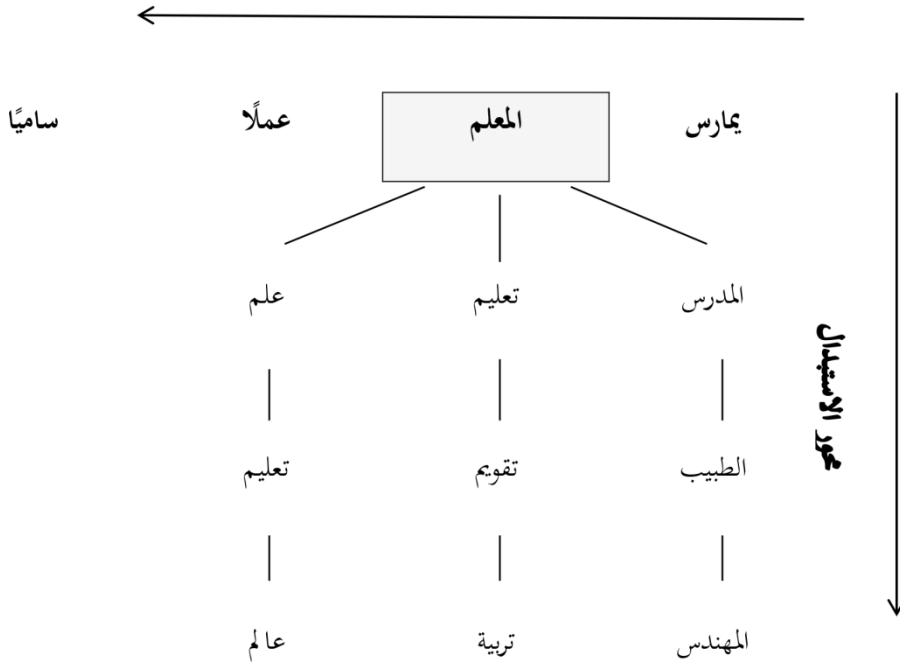 يمارس المعلم عملًا ساميًا
المدرس تعليم علم
محور الاستبدال
الطبيب تقويم تعليم
المهندس تربية عالم